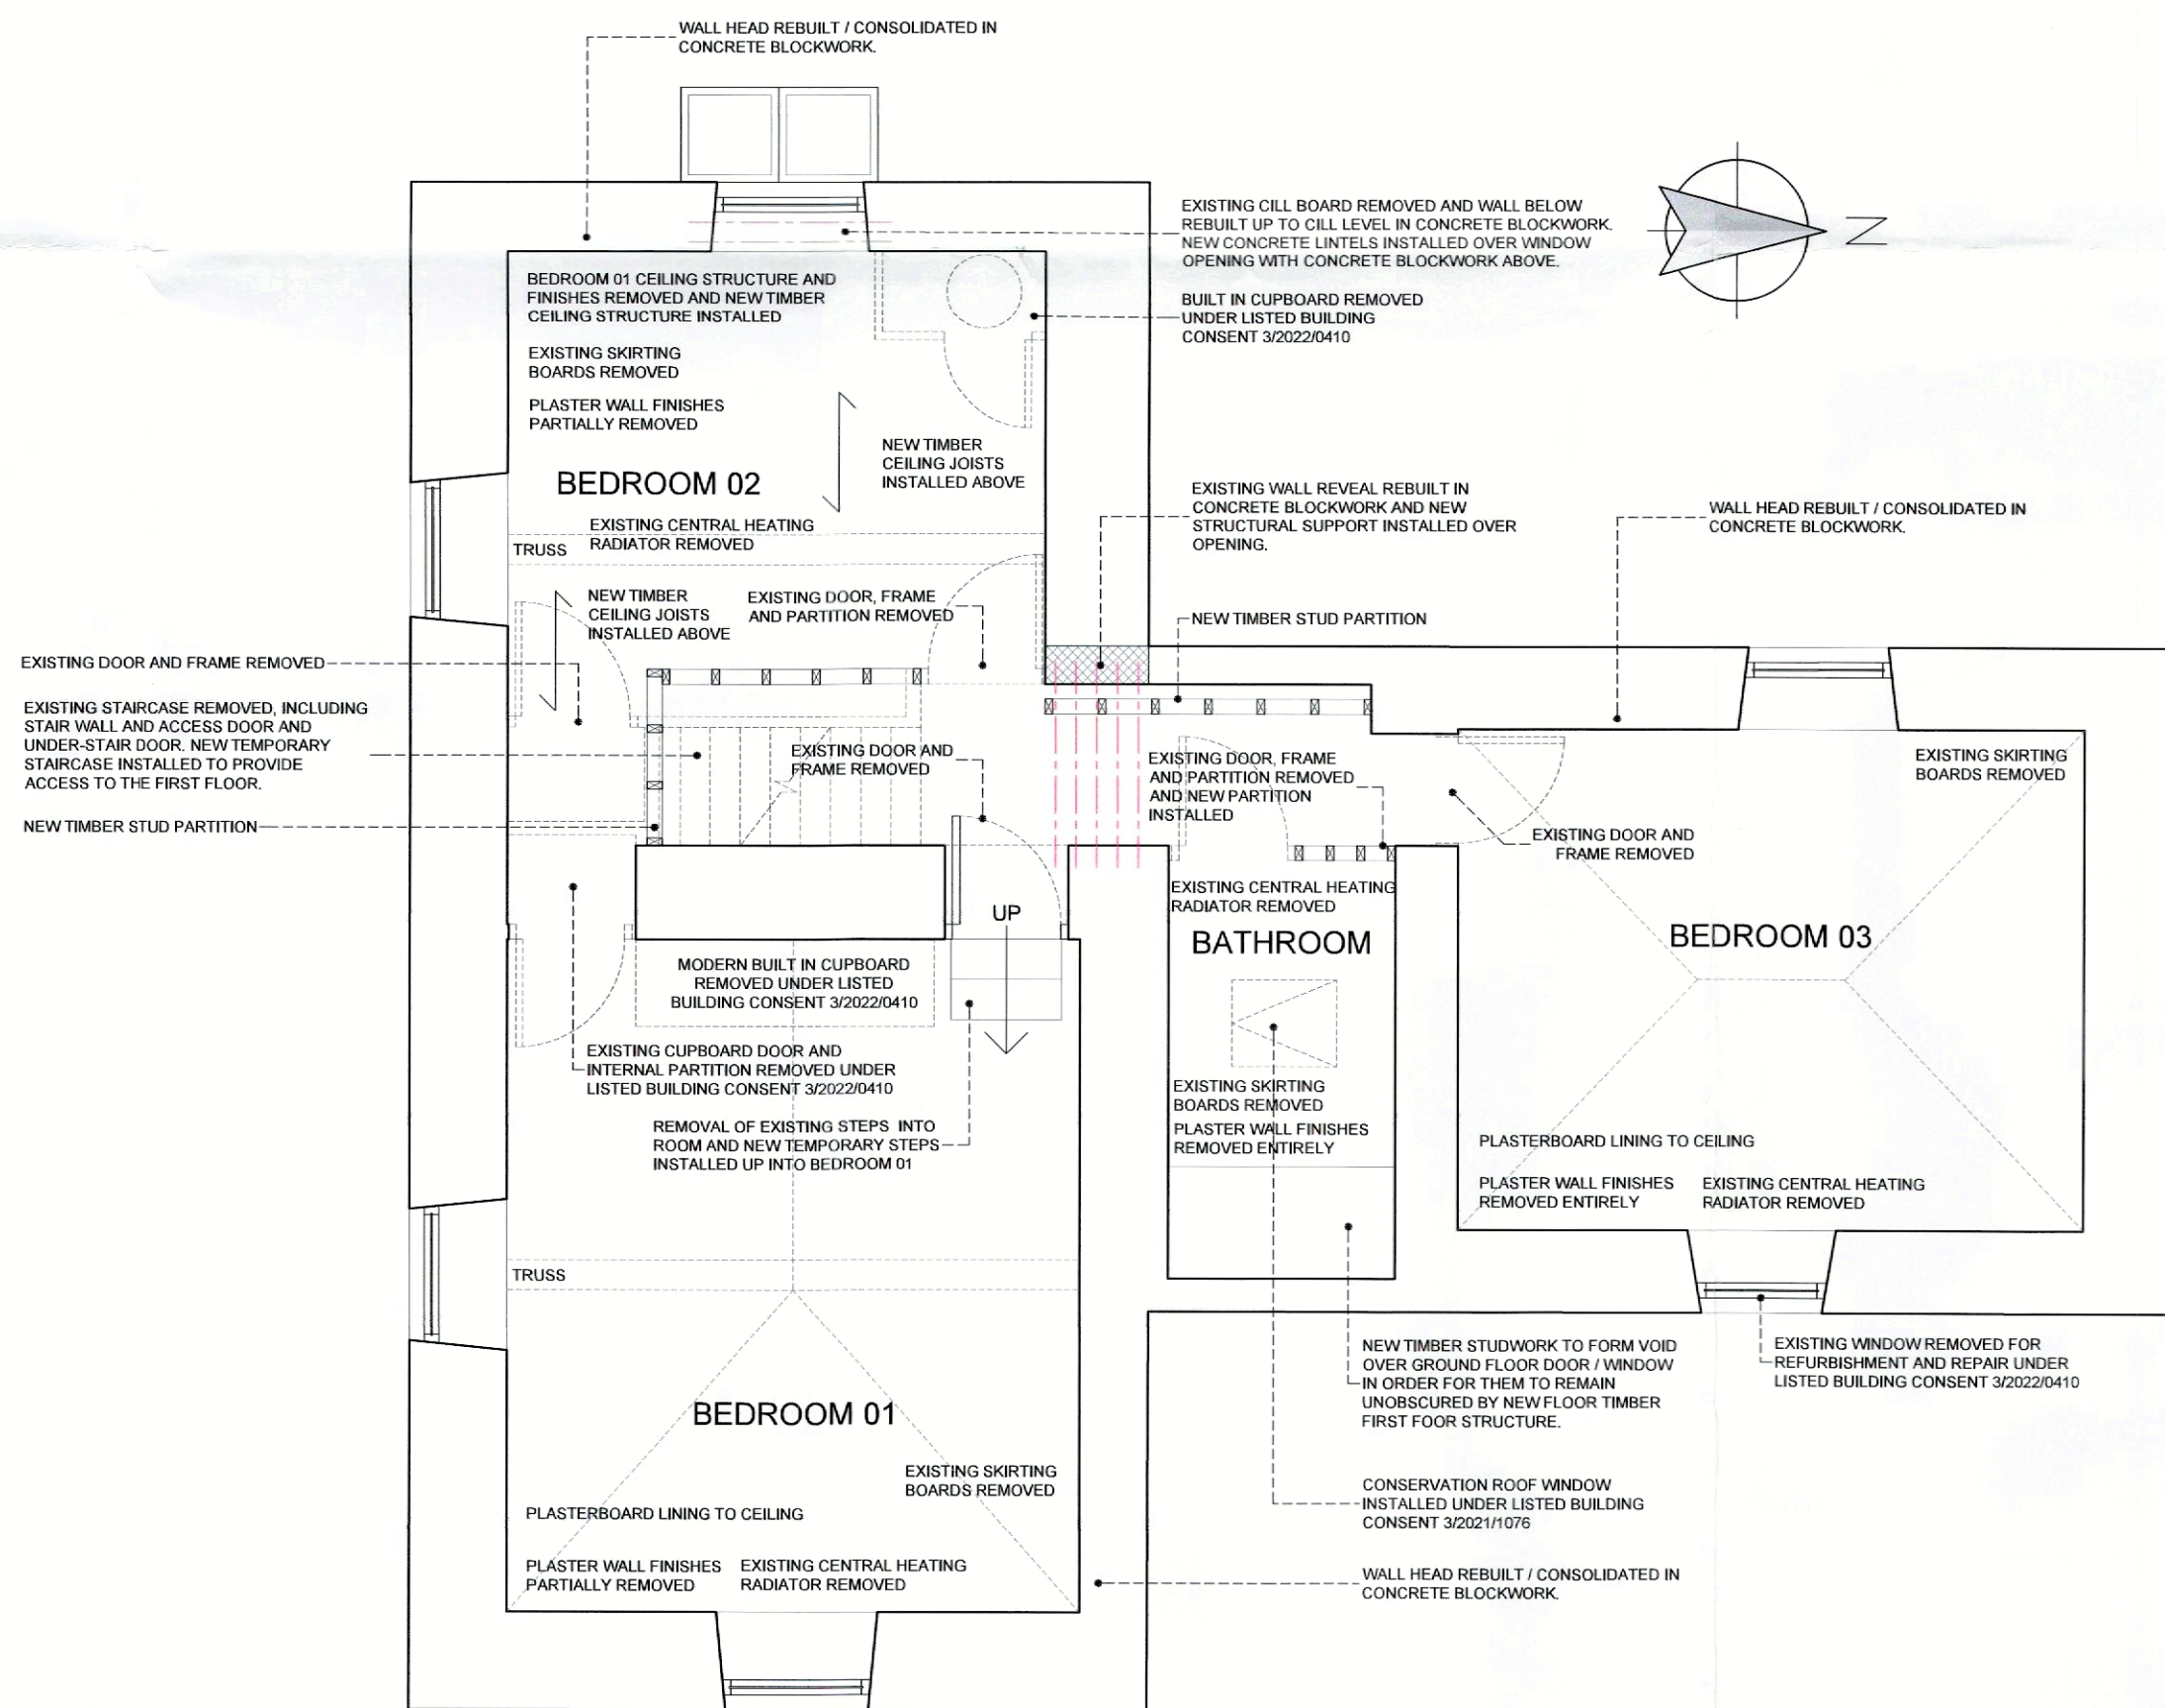 WALL HEAD REBUILT / CONSOLIDATED IN
CONCRETE BLOCKWORK.
EXISTING CILL BOARD REMOVED AND WALL BELOW
REBUILT UP TO CILL LEVEL IN CONCRETE BLOCKWORK.
NEW CONCRETE LINTELS INSTALLED OVER WINDOW
OPENING WITH CONCRETE BLOCKWORK ABOVE.
N
BUILT IN CUPBOARD REMOVED
UNDER LISTED BUILDING
CONSENT 3/2022/0410
BEDROOM 01 CEILING STRUCTURE AND
FINISHES REMOVED AND NEW TIMBER
CEILING STRUCTURE INSTALLED
EXISTING SKIRTING
BOARDS REMOVED
PLASTER WALL FINISHES
PARTIALLY REMOVED
NEW TIMBER
CEILING JOISTS
INSTALLED ABOVE
BEDROOM 02
EXISTING WALL REVEAL REBUILT IN
CONCRETE BLOCKWORK AND NEW
STRUCTURAL SUPPORT INSTALLED OVER
OPENING.
WALL HEAD REBUILT / CONSOLIDATED IN
CONCRETE BLOCKWORK.
EXISTING CENTRAL HEATING
RADIATOR REMOVED
TRUSS
NEW TIMBER
CEILING JOISTS
INSTALLED ABOVE
EXISTING DOOR, FRAME
AND PARTITION REMOVED
NEW TIMBER STUD PARTITION
EXISTING DOOR AND FRAME REMOVED
EXISTING STAIRCASE REMOVED, INCLUDING
STAIR WALL AND ACCESS DOOR AND
UNDER-STAIR DOOR. NEW TEMPORARY
STAIRCASE INSTALLED TO PROVIDE
ACCESS TO THE FIRST FLOOR.
NEW TIMBER STUD PARTITION
EXISTING DOOR AND
FRAME REMOVED
EXISTING DOOR, FRAME
AND PARTITION REMOVED
AND NEW PARTITION
INSTALLED
EXISTING SKIRTING
BOARDS REMOVED
EXISTING DOOR AND
FRAME REMOVED
EXISTING CENTRAL HEATING
RADIATOR REMOVED
UP
BATHROOM
BEDROOM 03
MODERN BUILT IN CUPBOARD
REMOVED UNDER LISTED
BUILDING CONSENT 3/2022/0410
EXISTING CUPBOARD DOOR AND
INTERNAL PARTITION REMOVED UNDER
LISTED BUILDING CONSENT 3/2022/0410
REMOVAL OF EXISTING STEPS INTO
ROOM AND NEW TEMPORARY STEPS
INSTALLED UP INTO BEDROOM 01
EXISTING SKIRTING
BOARDS REMOVED
PLASTER WALL FINISHES
REMOVED ENTIRELY
PLASTERBOARD LINING TO CEILING
PLASTER WALL FINISHES
REMOVED ENTIRELY
EXISTING CENTRAL HEATING
RADIATOR REMOVED
TRUSS
NEW TIMBER STUDWORK TO FORM VOID
OVER GROUND FLOOR DOOR / WINDOW
IN ORDER FOR THEM TO REMAIN
UNOBSCURED BY NEW FLOOR TIMBER
FIRST FOOR STRUCTURE.
EXISTING WINDOW REMOVED FOR
REFURBISHMENT AND REPAIR UNDER
LISTED BUILDING CONSENT 3/2022/0410
BEDROOM 01
EXISTING SKIRTING
BOARDS REMOVED
PLASTERBOARD LINING TO CEILING
CONSERVATION ROOF WINDOW
INSTALLED UNDER LISTED BUILDING
CONSENT 3/2021/1076
PLASTER WALL FINISHES
PARTIALLY REMOVED
EXISTING CENTRAL HEATING
RADIATOR REMOVED
WALL HEAD REBUILT / CONSOLIDATED IN
CONCRETE BLOCKWORK.